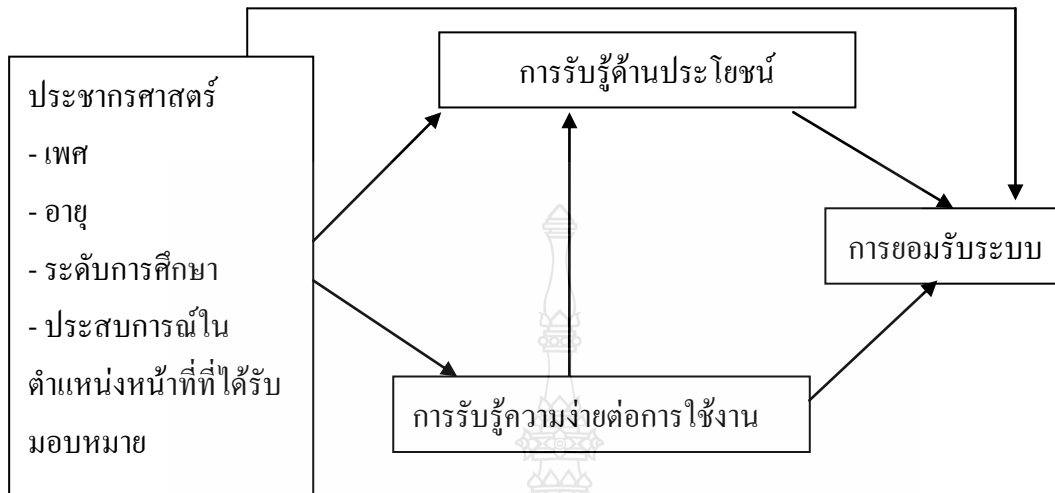 ประชากรศาสตร์
- เพศ
- อายุ
- ระดับการศึกษา
- ประสบการณ์ใน
ตำแหน่งหน้าที่ที่ได้รับ
มอบหมาย
การรับรู้ด้านประโยชน์
การรับรู้ความง่ายต่อการใช้งาน
การยอมรับระบบ